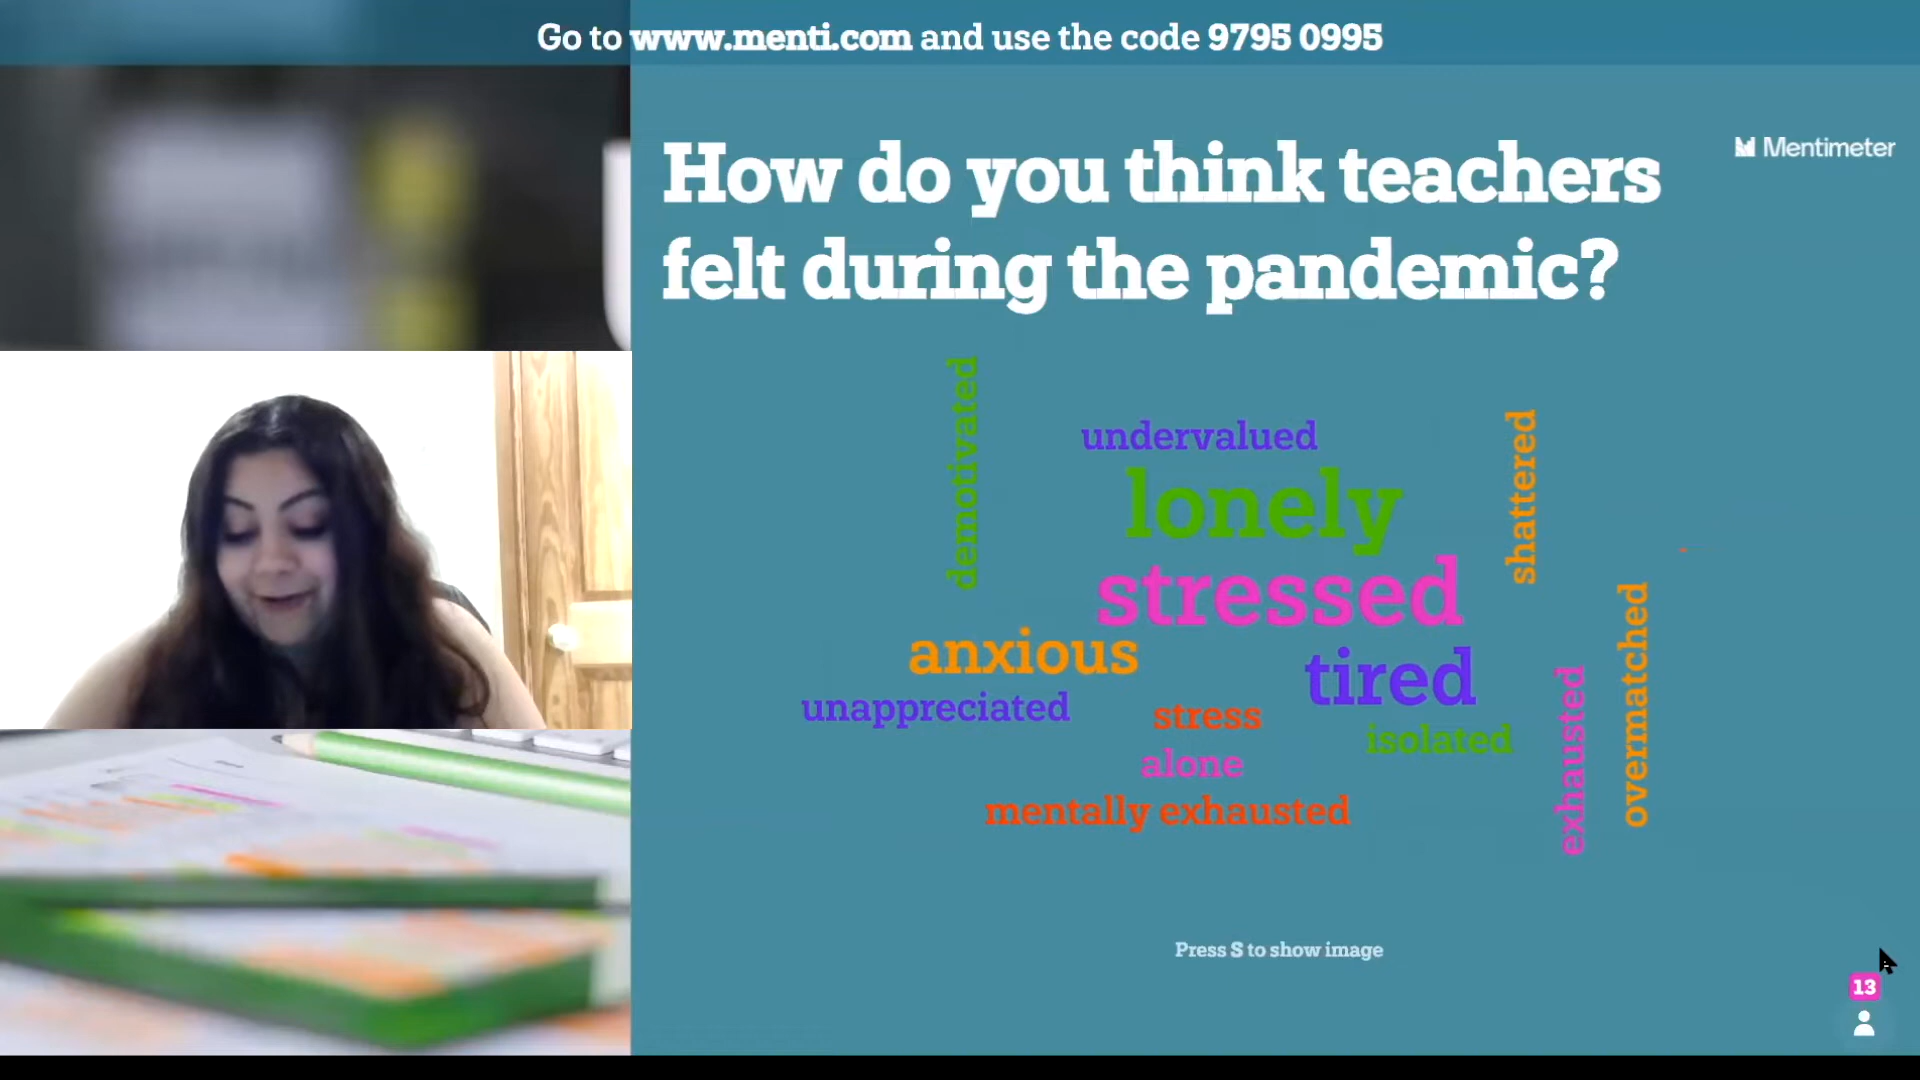 Go to www.menti.com and use the code 9795 0995
Mentimeter
How do you think teachers
felt during the pandemic?
demotivated
undervalued
lonely
shattered
stressed
anxious
tired
overmatched
unappreciated
stress
isolated
exhausted
alone
mentally exhausted
Press S to show image
13